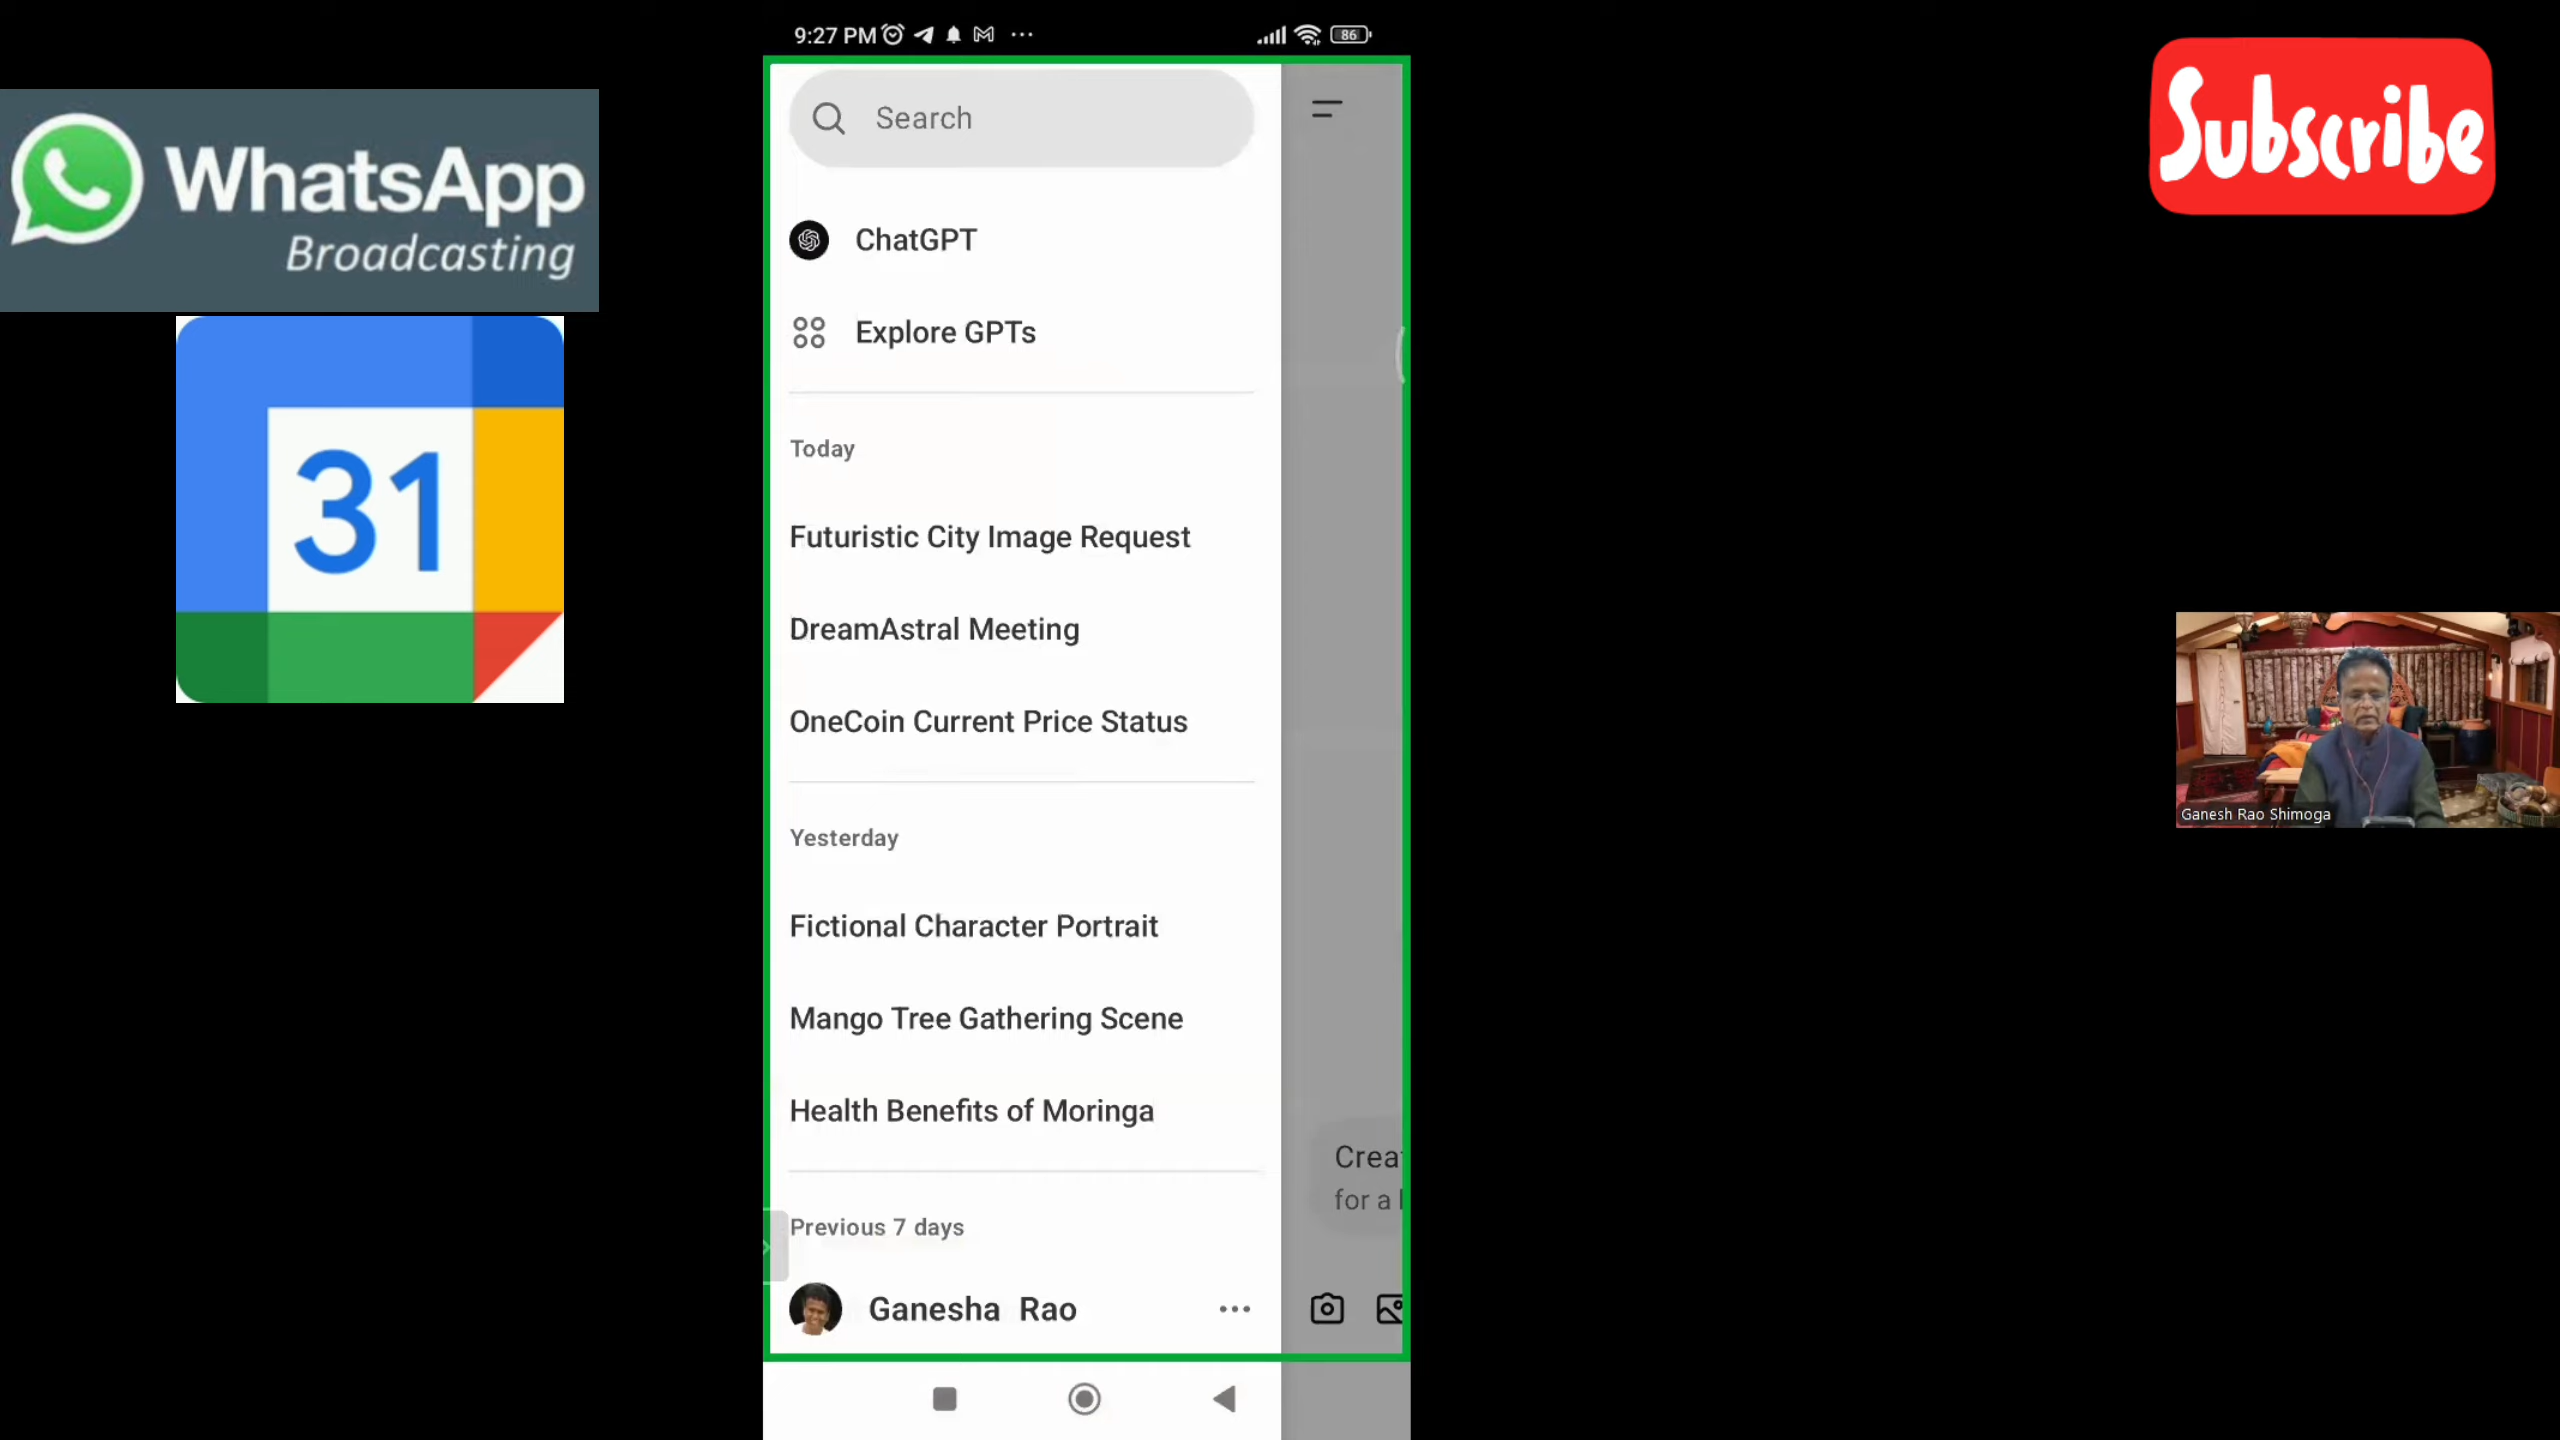 9:27 PM
86
WhatsApp
Broadcasting
31
Search
ChatGPT
Explore GPTs
Today
Futuristic City Image Request
DreamAstral Meeting
OneCoin Current Price Status
Yesterday
Fictional Character Portrait
Mango Tree Gathering Scene
Health Benefits of Moringa
Previous 7 days
Ganesha Rao
for a
Subscribe
Ganesh Rao Shimoga